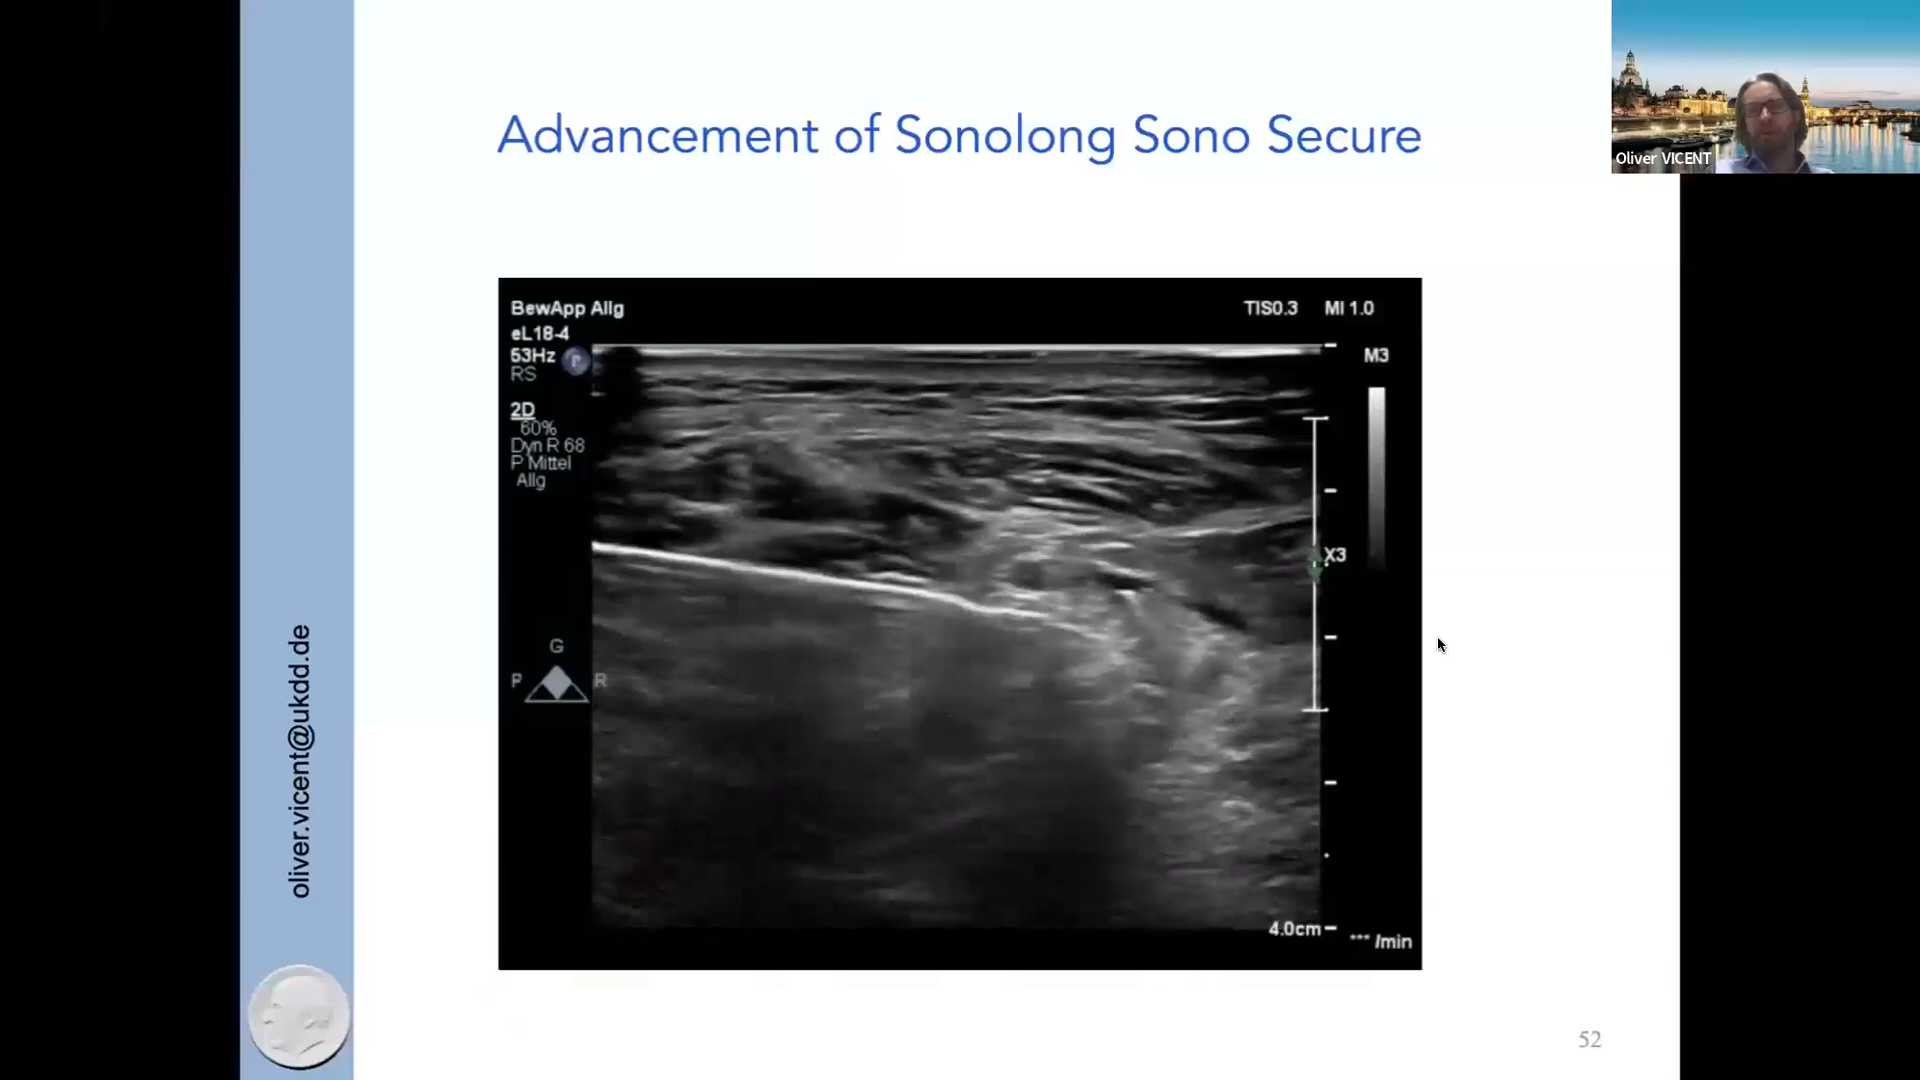 Advancement of Sonolong Sono Secure
Oliver VICENT
BewApp Allg
TIS0.3 MI 1.0
eL18-4
53Hz
P
RS
M3
2D
60%
Dyn R 68
P Mittel
Allg
X3
G
P R
4.0cm
*** /min
oliver.vicent@ukdd.de
52